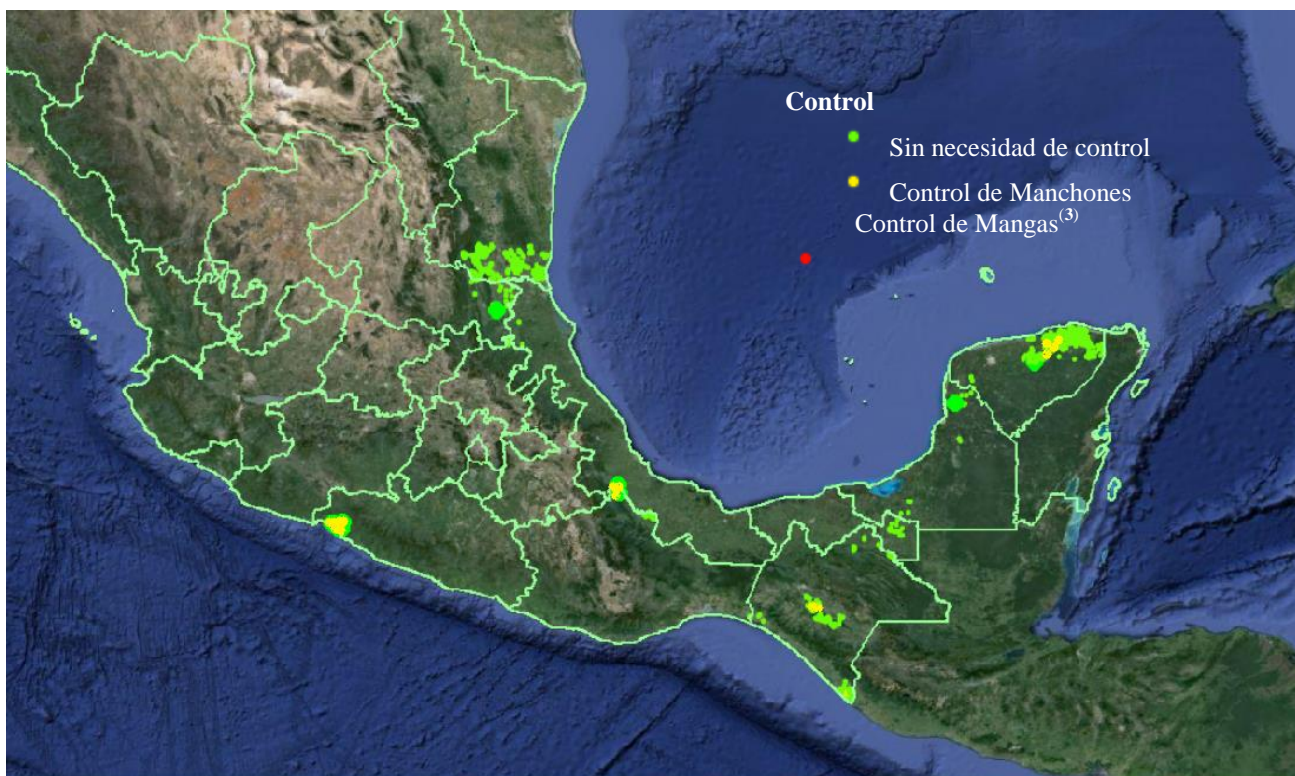 Control
Sin necesidad de control
Control de Manchones
Control de Mangas(3)